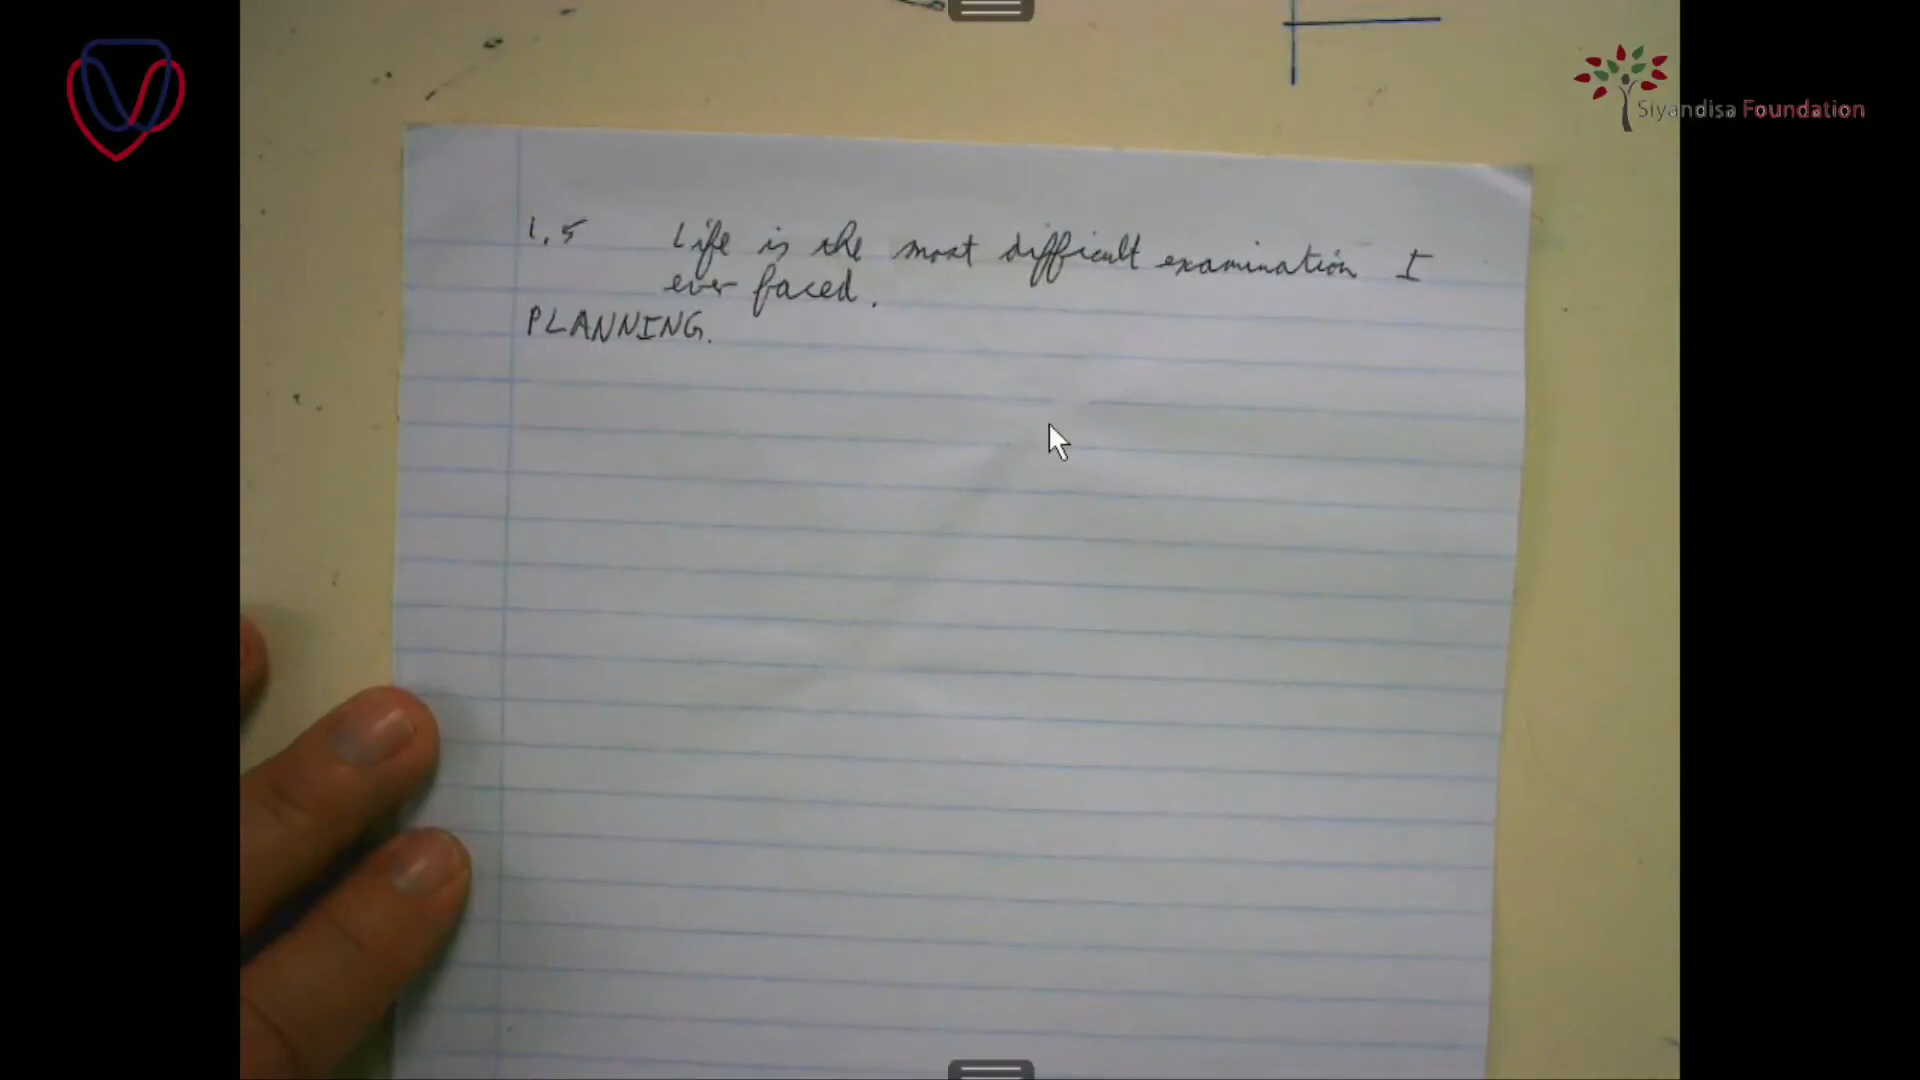 Siyandisa Foundation
1.5 Life is the most difficult examination I
ever faced.
PLANNING.